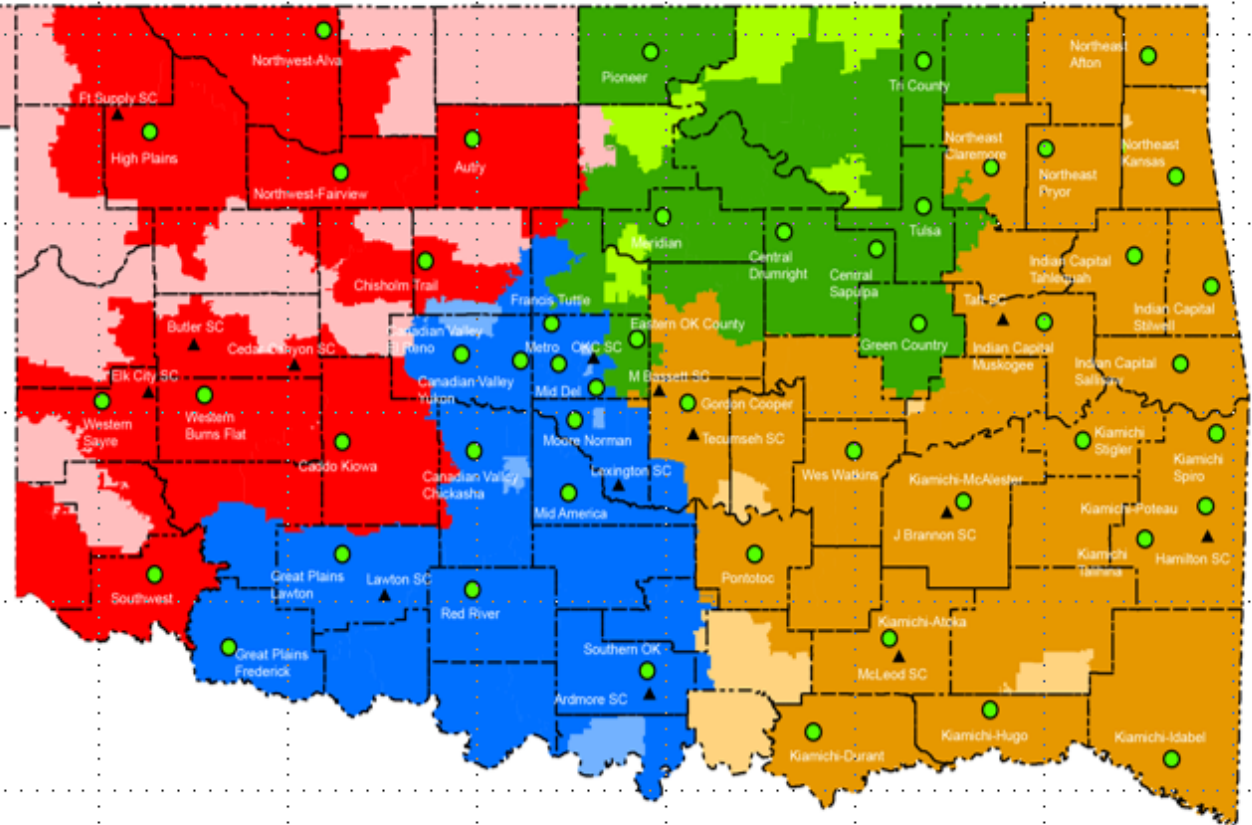 Northwest-Alva
Pioneer
Tri County
Northeast
Afton
Ft Supply SC
High Plains
Northwest-Fairview
Autry
Northeast
Claremore
Northeast
Pryor
Northeast
Kansas
Meridian
Central
Drumright
Central
Sapulpa
Tulsa
Indian Capital
Tahlequah
Indian Capital
Stilwell
Chisholm Trail
Francis Tuttle
Butler SC
Cedar Canyon SC
Canadian Valley
El Reno
Metro
OKC SC
Eastern OK County
Green Country
Taft SC
Indian Capital
Muskogee
Indian Capital
Sallisaw
Elk City SC
Western
Sayre
Western
Burns Flat
Canadian Valley
Yukon
Mid Del
M Bassett SC
Gordon Cooper
Tecumseh SC
Moore Norman
Caddo Kiowa
Canadian Valley
Chickasha
Lexington SC
Mid America
Wes Watkins
Kiamichi
Stigler
Kiamichi
Spiro
Kiamichi-McAlester
J Brannon SC
Kiamichi-Poteau
Kiamichi
Talihina
Hamilton SC
Southwest
Great Plains
Lawton
Lawton SC
Red River
Pontotoc
Great Plains
Frederick
Southern OK
Ardmore SC
Kiamichi-Atoka
McLeod SC
Kiamichi-Durant
Kiamichi-Hugo
Kiamichi-Idabel